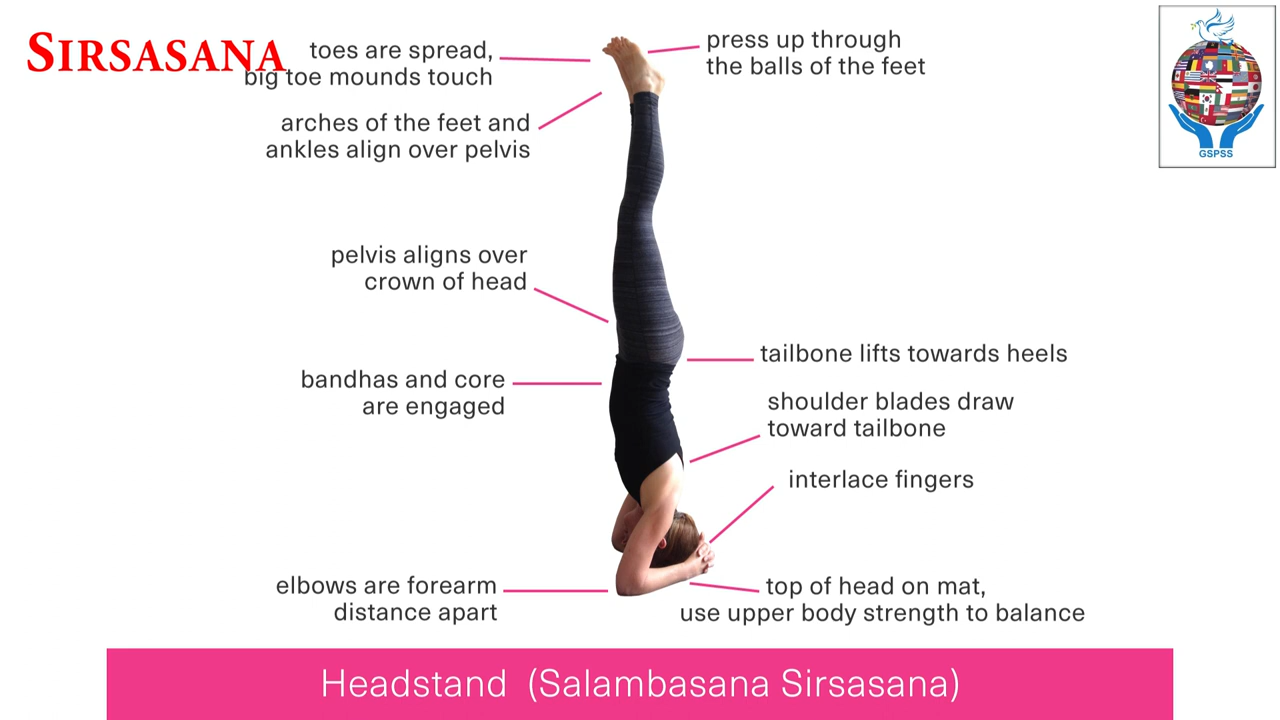 SIRSASANA
toes are spread,
big toe mounds touch
press up through
the balls of the feet
arches of the feet and
ankles align over pelvis
pelvis aligns over
crown of head
tailbone lifts towards heels
bandhas and core
are engaged
shoulder blades draw
toward tailbone
interlace fingers
elbows are forearm
distance apart
top of head on mat,
use upper body strength to balance
Headstand (Salambasana Sirsasana)
GSPSS